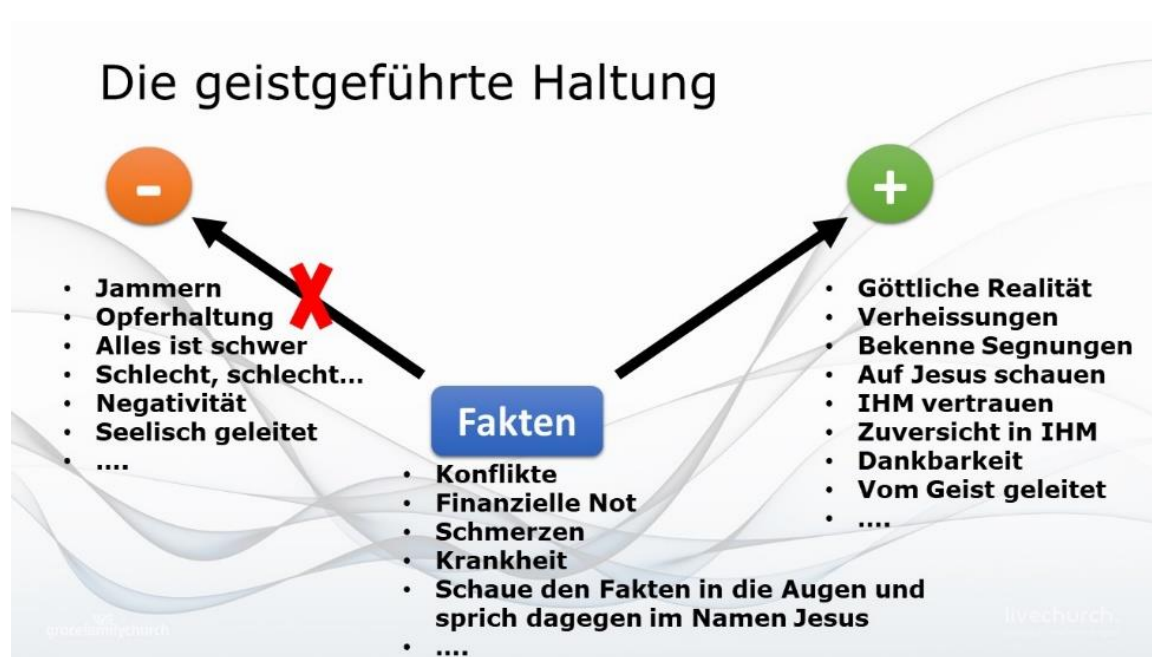 Die geistgeführte Haltung
-
+
• Jammern
• Opferhaltung
• Alles ist schwer
• Schlecht, schlecht...
• Negativität
• Seelisch geleitet
• ....
Fakten
• Konflikte
• Finanzielle Not
• Schmerzen
• Krankheit
• Schaue den Fakten in die Augen und
sprich dagegen im Namen Jesus
• ....
• Göttliche Realität
• Verheissungen
• Bekenne Segnungen
• Auf Jesus schauen
• IHM vertrauen
• Zuversicht in IHM
• Dankbarkeit
• Vom Geist geleitet
• ....
gracefamilychurch
livechurch.